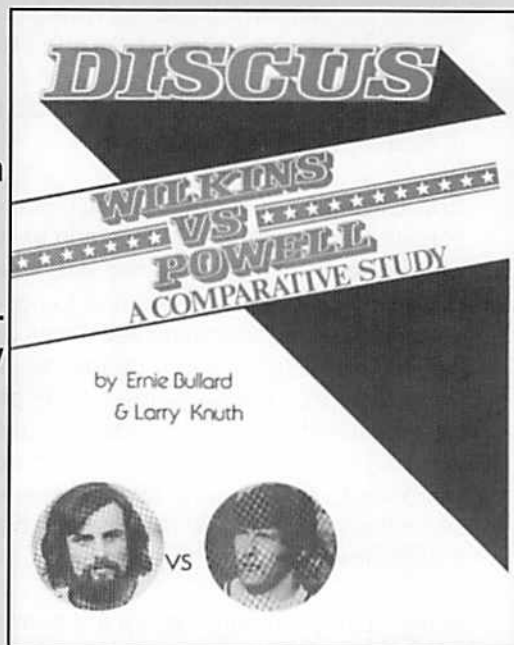 DISCUS
WILKINS
VS
POWELL
A COMPARATIVE STUDY
by Ernie Bullard
& Larry Knuth
VS